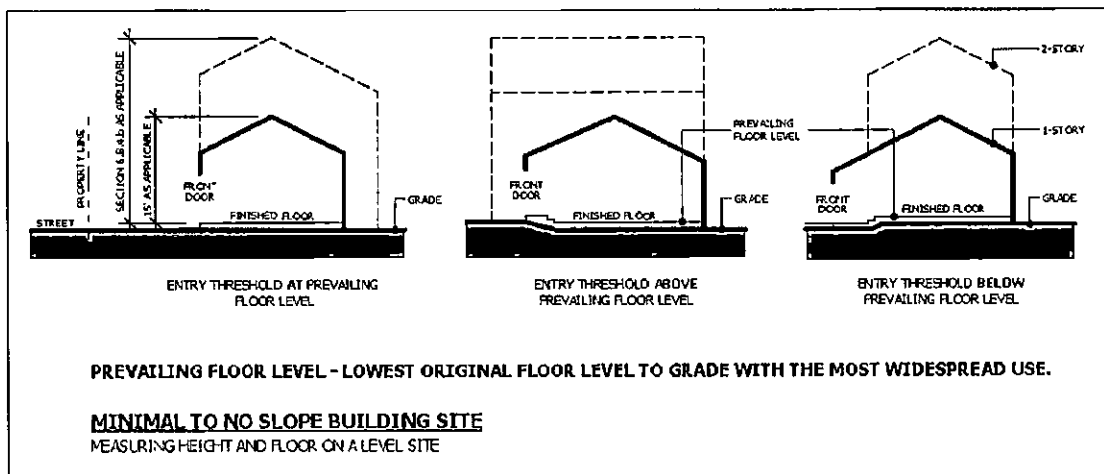 SECTION 6.B.4.b AS APPLICABLE
15' AS APPLICABLE
PROPERTY LINE
STREET
FRONT
DOOR
FINISHED FLOOR
GRADE
ENTRY THRESHOLD AT PREVAILING
FLOOR LEVEL
PREVAILING
FLOOR LEVEL
FRONT
DOOR
FINISHED FLOOR
GRADE
ENTRY THRESHOLD ABOVE
PREVAILING FLOOR LEVEL
2-STORY
1-STORY
FRONT
DOOR
FINISHED FLOOR
GRADE
ENTRY THRESHOLD BELOW
PREVAILING FLOOR LEVEL
PREVAILING FLOOR LEVEL - LOWEST ORIGINAL FLOOR LEVEL TO GRADE WITH THE MOST WIDESPREAD USE.
MINIMAL TO NO SLOPE BUILDING SITE
MEASURING HEIGHT AND FLOOR ON A LEVEL SITE